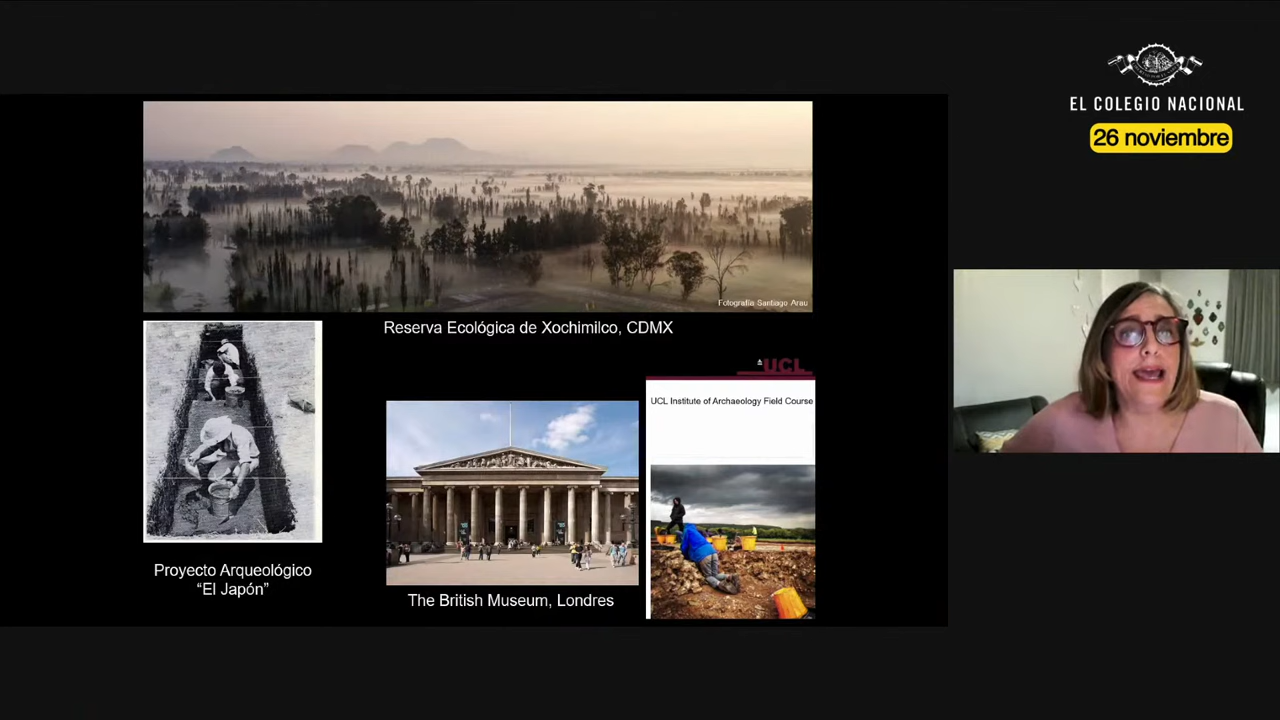 EL COLEGIO NACIONAL
26 noviembre
Fotografía Santiago Arau
Reserva Ecológica de Xochimilco, CDMX
UCL
UCL Institute of Archaeology Field Course
Proyecto Arqueológico
“El Japón”
The British Museum, Londres